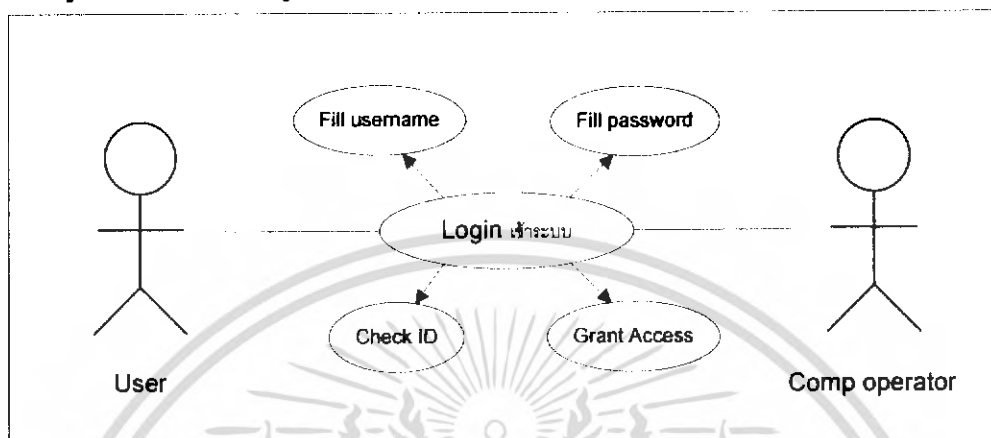 Fill username
Fill password
Login เข้าระบบ
Check ID
Grant Access
User
Comp operator